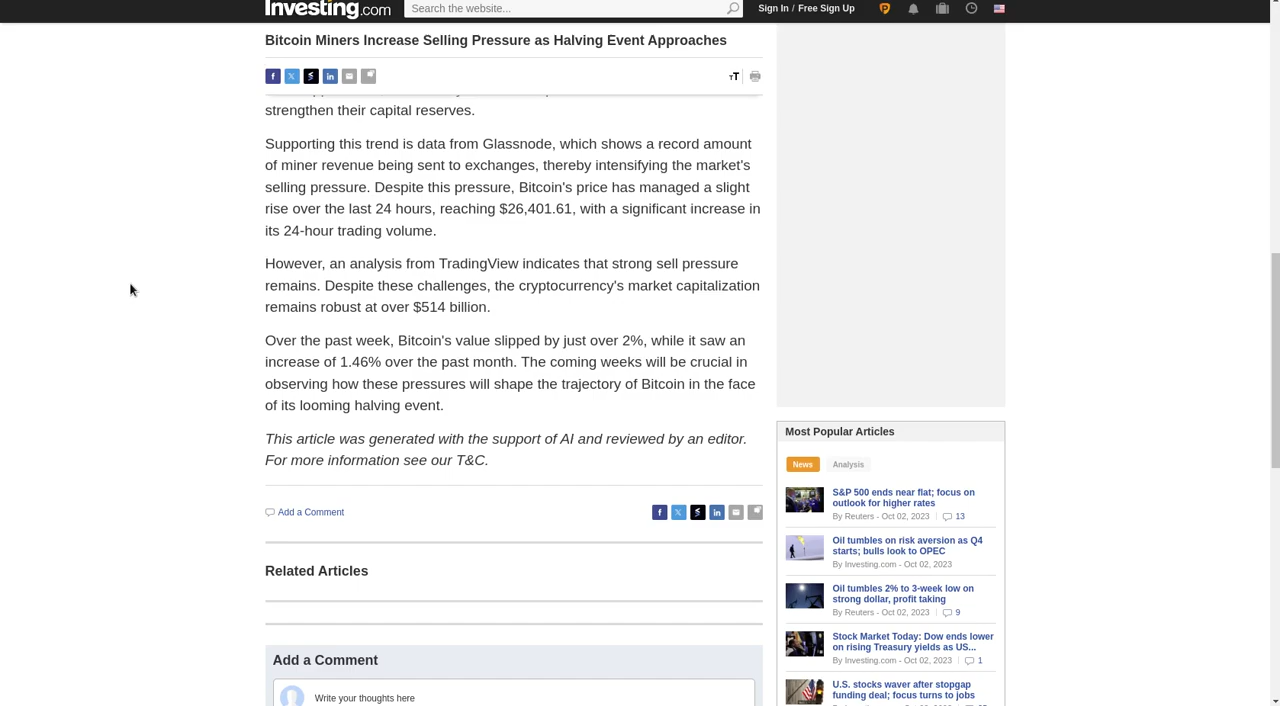 Investing.com
Search the website...
Sign In / Free Sign Up
Bitcoin Miners Increase Selling Pressure as Halving Event Approaches
strengthen their capital reserves.
Supporting this trend is data from Glassnode, which shows a record amount
of miner revenue being sent to exchanges, thereby intensifying the market's
selling pressure. Despite this pressure, Bitcoin's price has managed a slight
rise over the last 24 hours, reaching $26,401.61, with a significant increase in
its 24-hour trading volume.
However, an analysis from TradingView indicates that strong sell pressure
remains. Despite these challenges, the cryptocurrency's market capitalization
remains robust at over $514 billion.
Over the past week, Bitcoin's value slipped by just over 2%, while it saw an
increase of 1.46% over the past month. The coming weeks will be crucial in
observing how these pressures will shape the trajectory of Bitcoin in the face
of its looming halving event.
This article was generated with the support of AI and reviewed by an editor.
For more information see our T&C.
Add a Comment
Related Articles
Add a Comment
Write your thoughts here
Most Popular Articles
News
Analysis
S&P 500 ends near flat; focus on
outlook for higher rates
By Reuters - Oct 02, 2023 | 13
Oil tumbles on risk aversion as Q4
starts; bulls look to OPEC
By Investing.com - Oct 02, 2023
Oil tumbles 2% to 3-week low on
strong dollar, profit taking
By Reuters - Oct 02, 2023 | 9
Stock Market Today: Dow ends lower
on rising Treasury yields as US...
By Investing.com - Oct 02, 2023 | 1
U.S. stocks waver after stopgap
funding deal; focus turns to jobs